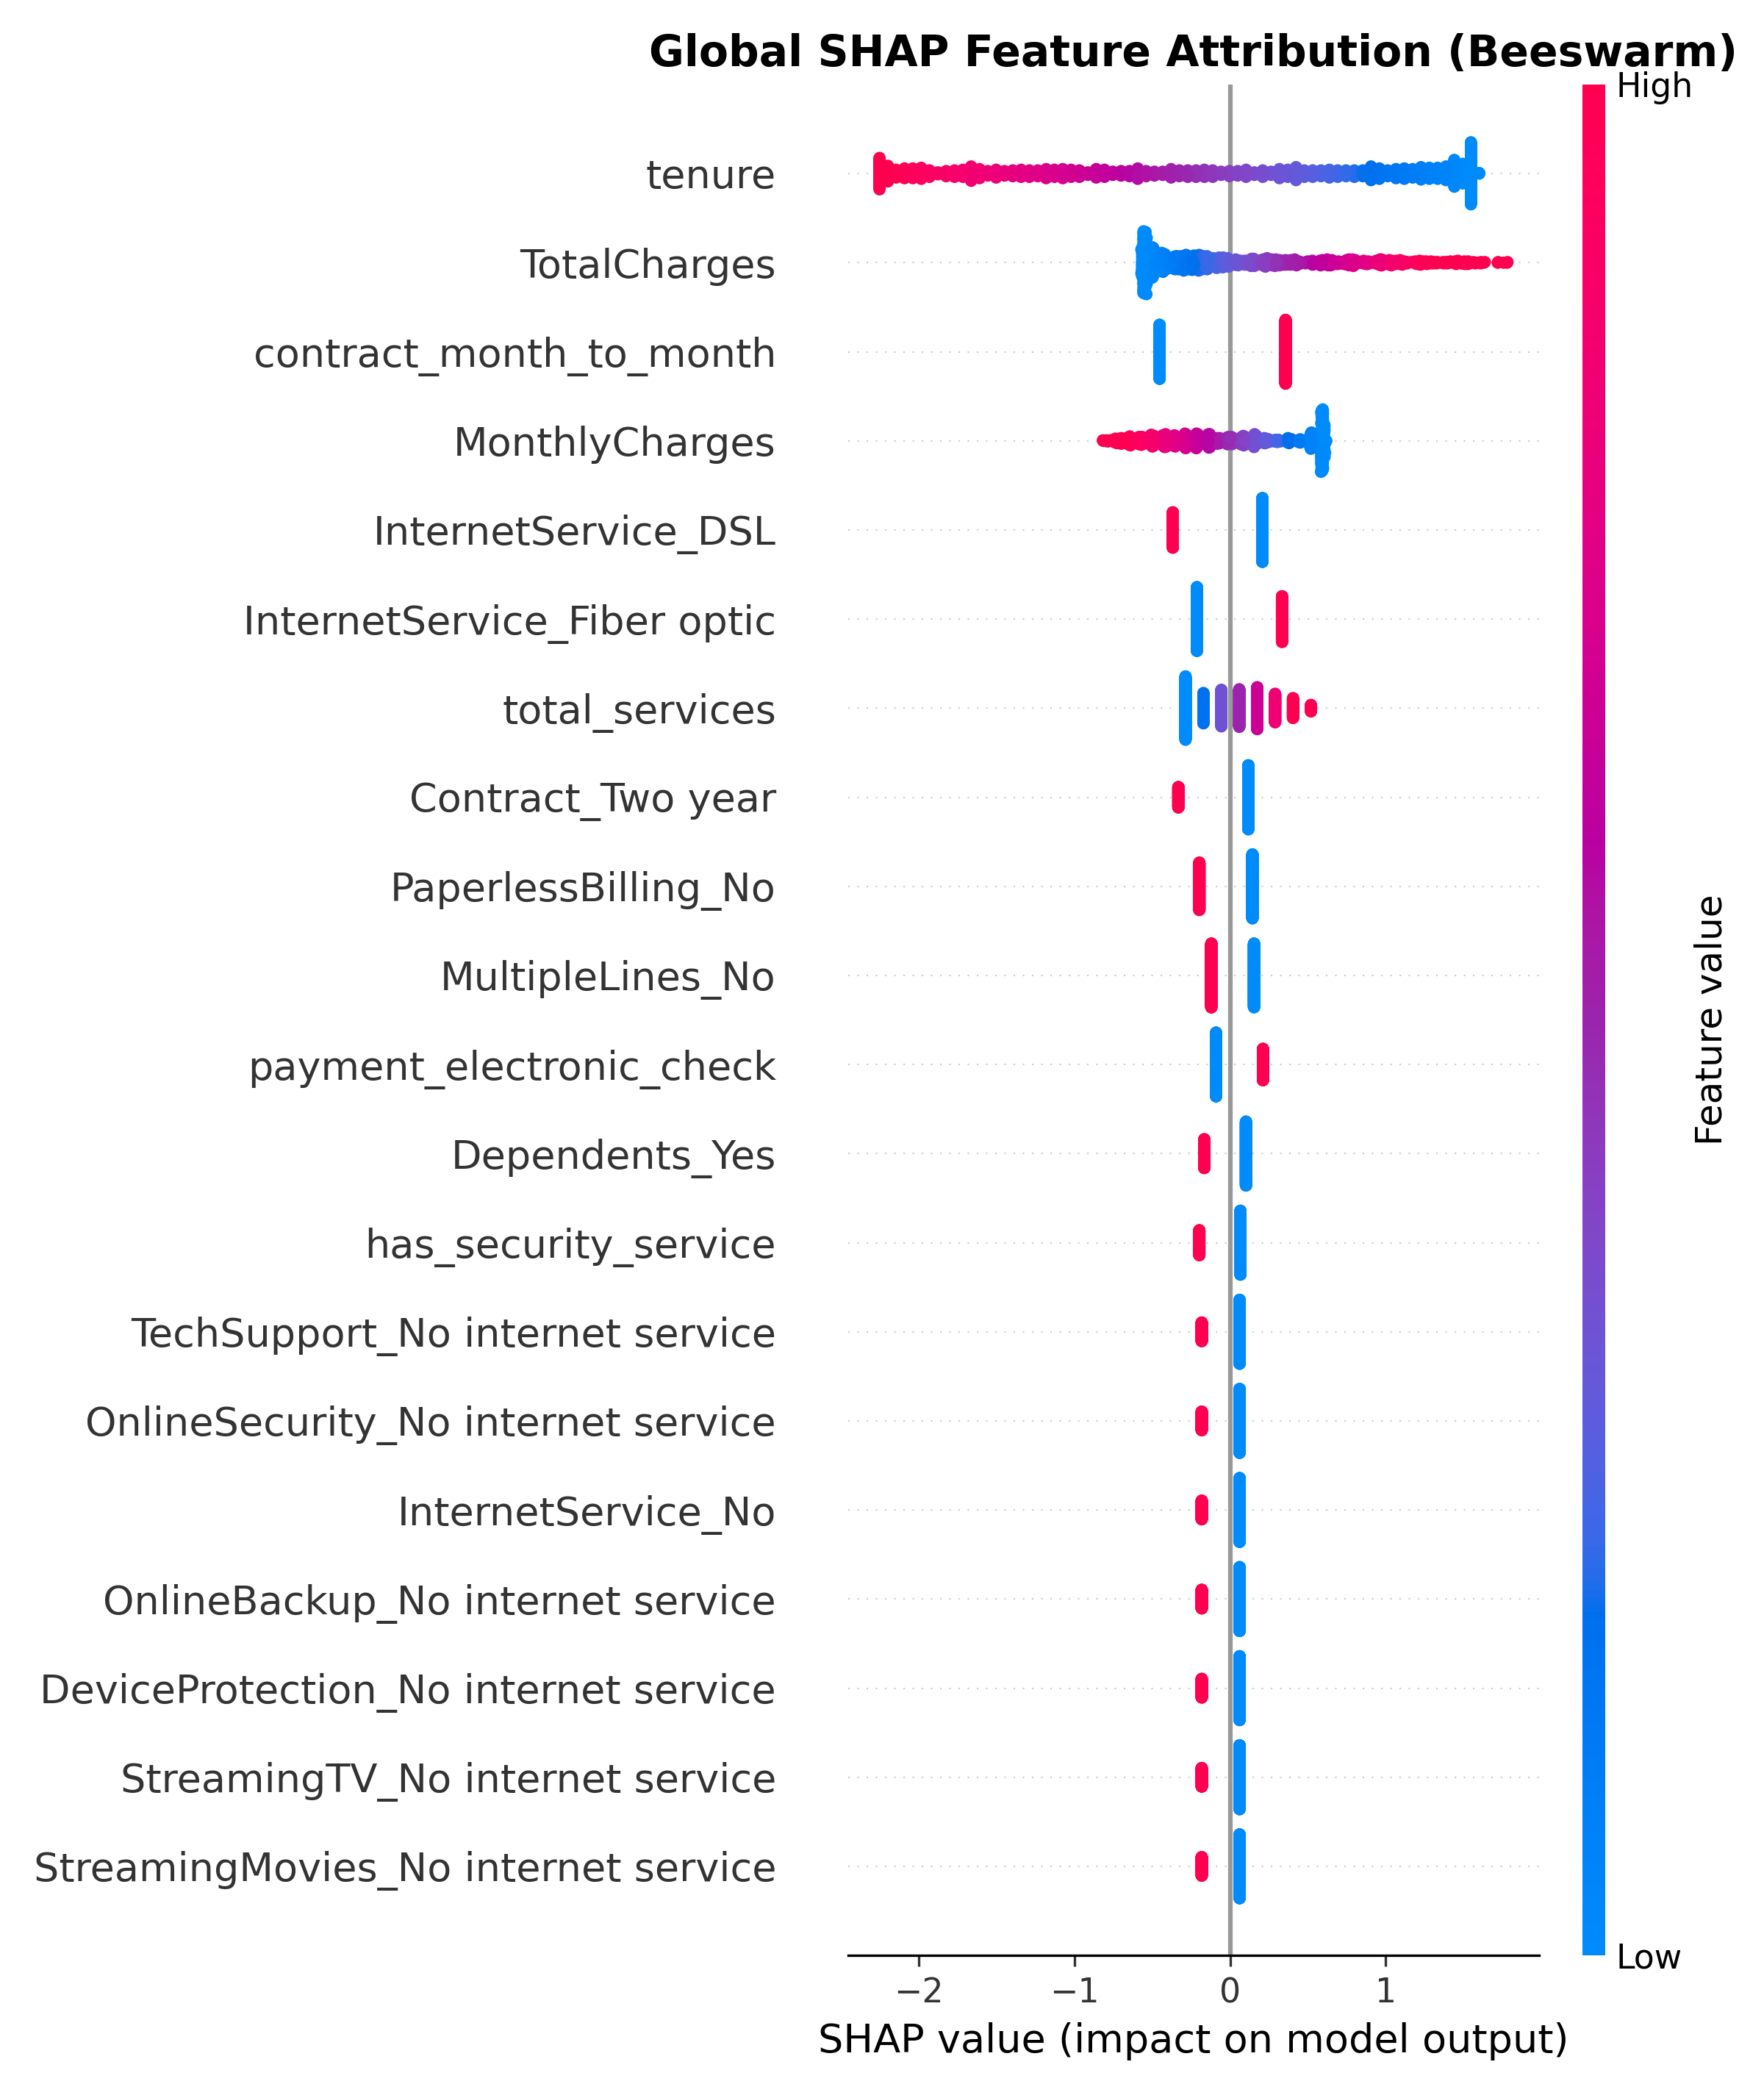 Global SHAP Feature Attribution (Beeswarm)
High
tenure
TotalCharges
contract_month_to_month
MonthlyCharges
InternetService_DSL
InternetService_Fiber optic
total_services
Contract_Two year
PaperlessBilling_No
MultipleLines_No
payment_electronic_check
Dependents_Yes
has_security_service
TechSupport_No internet service
OnlineSecurity_No internet service
InternetService_No
OnlineBackup_No internet service
DeviceProtection_No internet service
StreamingTV_No internet service
StreamingMovies_No internet service
Feature value
Low
−2 −1 0 1
SHAP value (impact on model output)